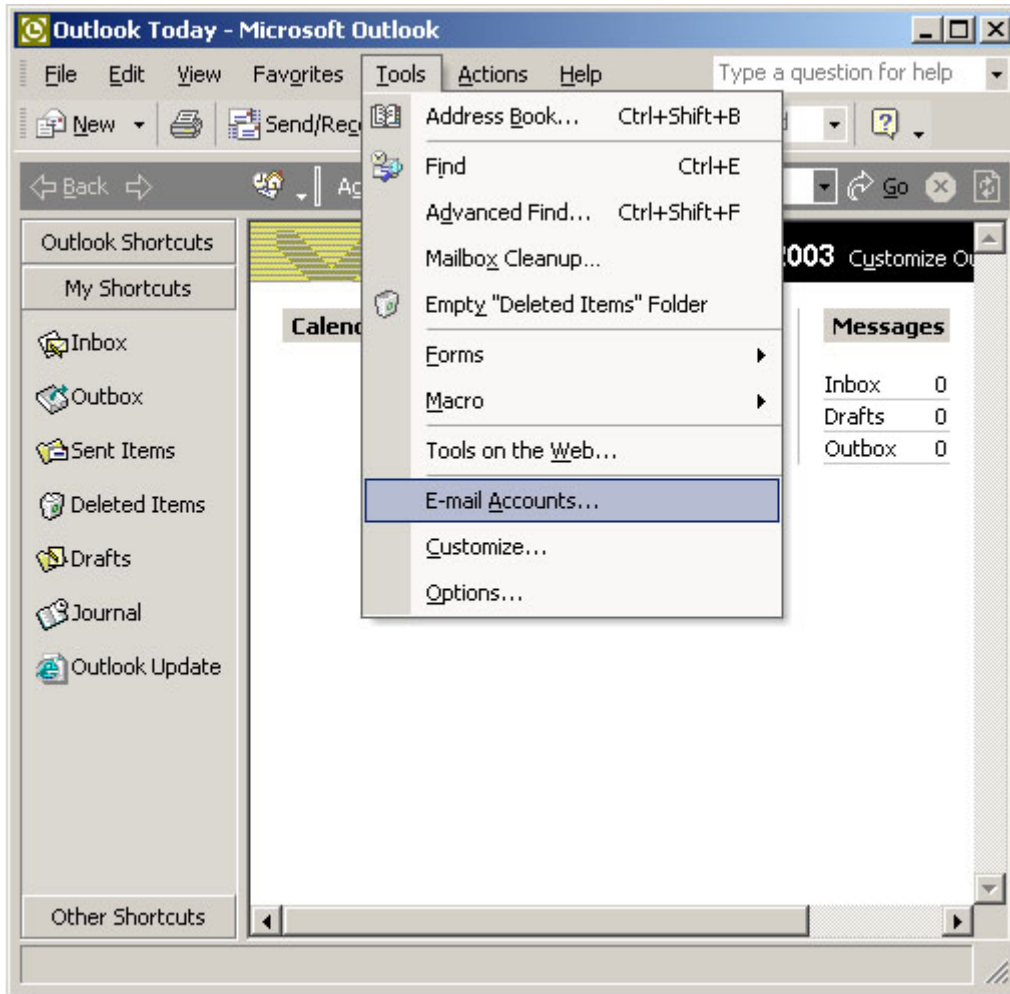 Outlook Today - Microsoft Outlook
File Edit View Favorites Tools Actions Help Type a question for help
New Send/Rec
Back Go
Outlook Shortcuts
My Shortcuts
Inbox
Outbox
Sent Items
Deleted Items
Drafts
Journal
Outlook Update
Other Shortcuts
Address Book... Ctrl+Shift+B
Find Ctrl+E
Advanced Find... Ctrl+Shift+F
Mailbox Cleanup...
Empty "Deleted Items" Folder
Forms
Macro
Tools on the Web...
E-mail Accounts...
Customize...
Options...
2003 Customize
Calend
Messages
Inbox 0
Drafts 0
Outbox 0